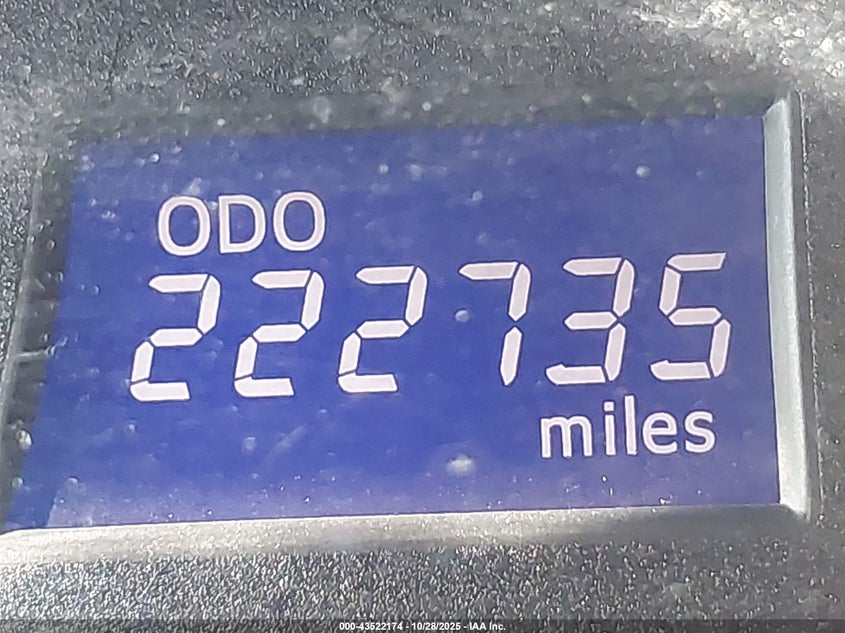 ODO
222735
miles
000-43522174 - 10/28/2025 - IAA Inc.